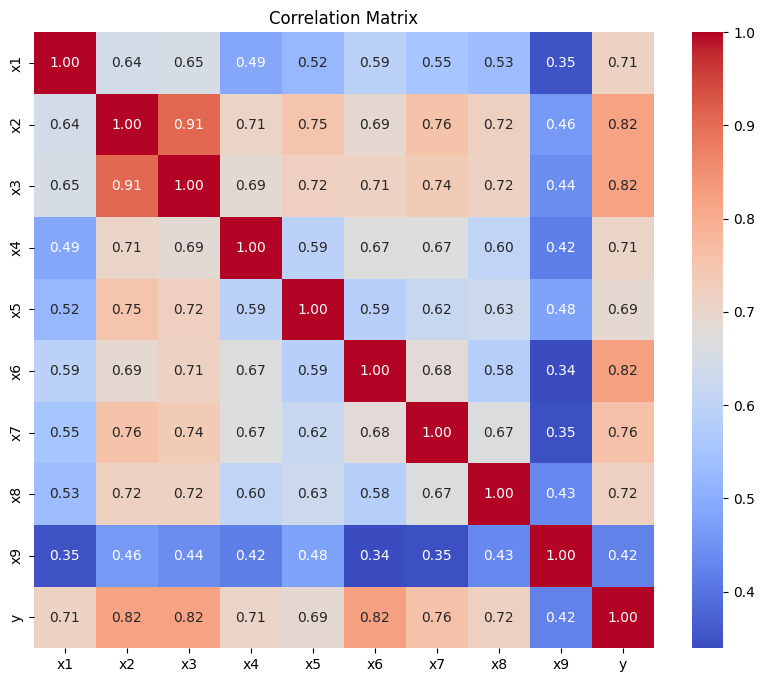 Correlation Matrix
x1 1.00 0.64 0.65 0.49 0.52 0.59 0.55 0.53 0.35 0.71
x2 0.64 1.00 0.91 0.71 0.75 0.69 0.76 0.72 0.46 0.82
x3 0.65 0.91 1.00 0.69 0.72 0.71 0.74 0.72 0.44 0.82
x4 0.49 0.71 0.69 1.00 0.59 0.67 0.67 0.60 0.42 0.71
x5 0.52 0.75 0.72 0.59 1.00 0.59 0.62 0.63 0.48 0.69
x6 0.59 0.69 0.71 0.67 0.59 1.00 0.68 0.58 0.34 0.82
x7 0.55 0.76 0.74 0.67 0.62 0.68 1.00 0.67 0.35 0.76
x8 0.53 0.72 0.72 0.60 0.63 0.58 0.67 1.00 0.43 0.72
x9 0.35 0.46 0.44 0.42 0.48 0.34 0.35 0.43 1.00 0.42
y 0.71 0.82 0.82 0.71 0.69 0.82 0.76 0.72 0.42 1.00
x1 x2 x3 x4 x5 x6 x7 x8 x9 y
1.0
0.9
0.8
0.7
0.6
0.5
0.4